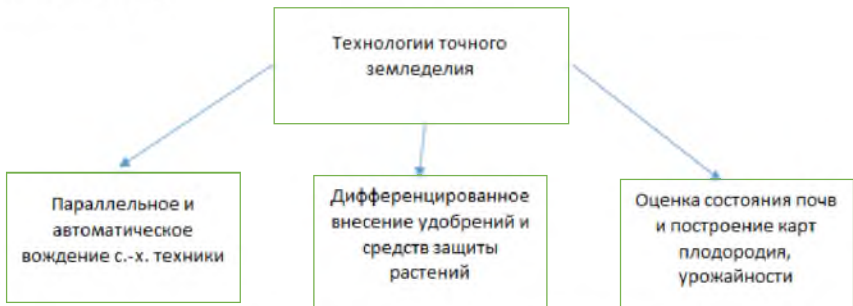 Технологии точного
земледелия
Параллельное и
автоматическое
вождение с.-х. техники
Дифференцированное
внесение удобрений и
средств защиты
растений
Оценка состояния почв
и построение карт
плодородия,
урожайности